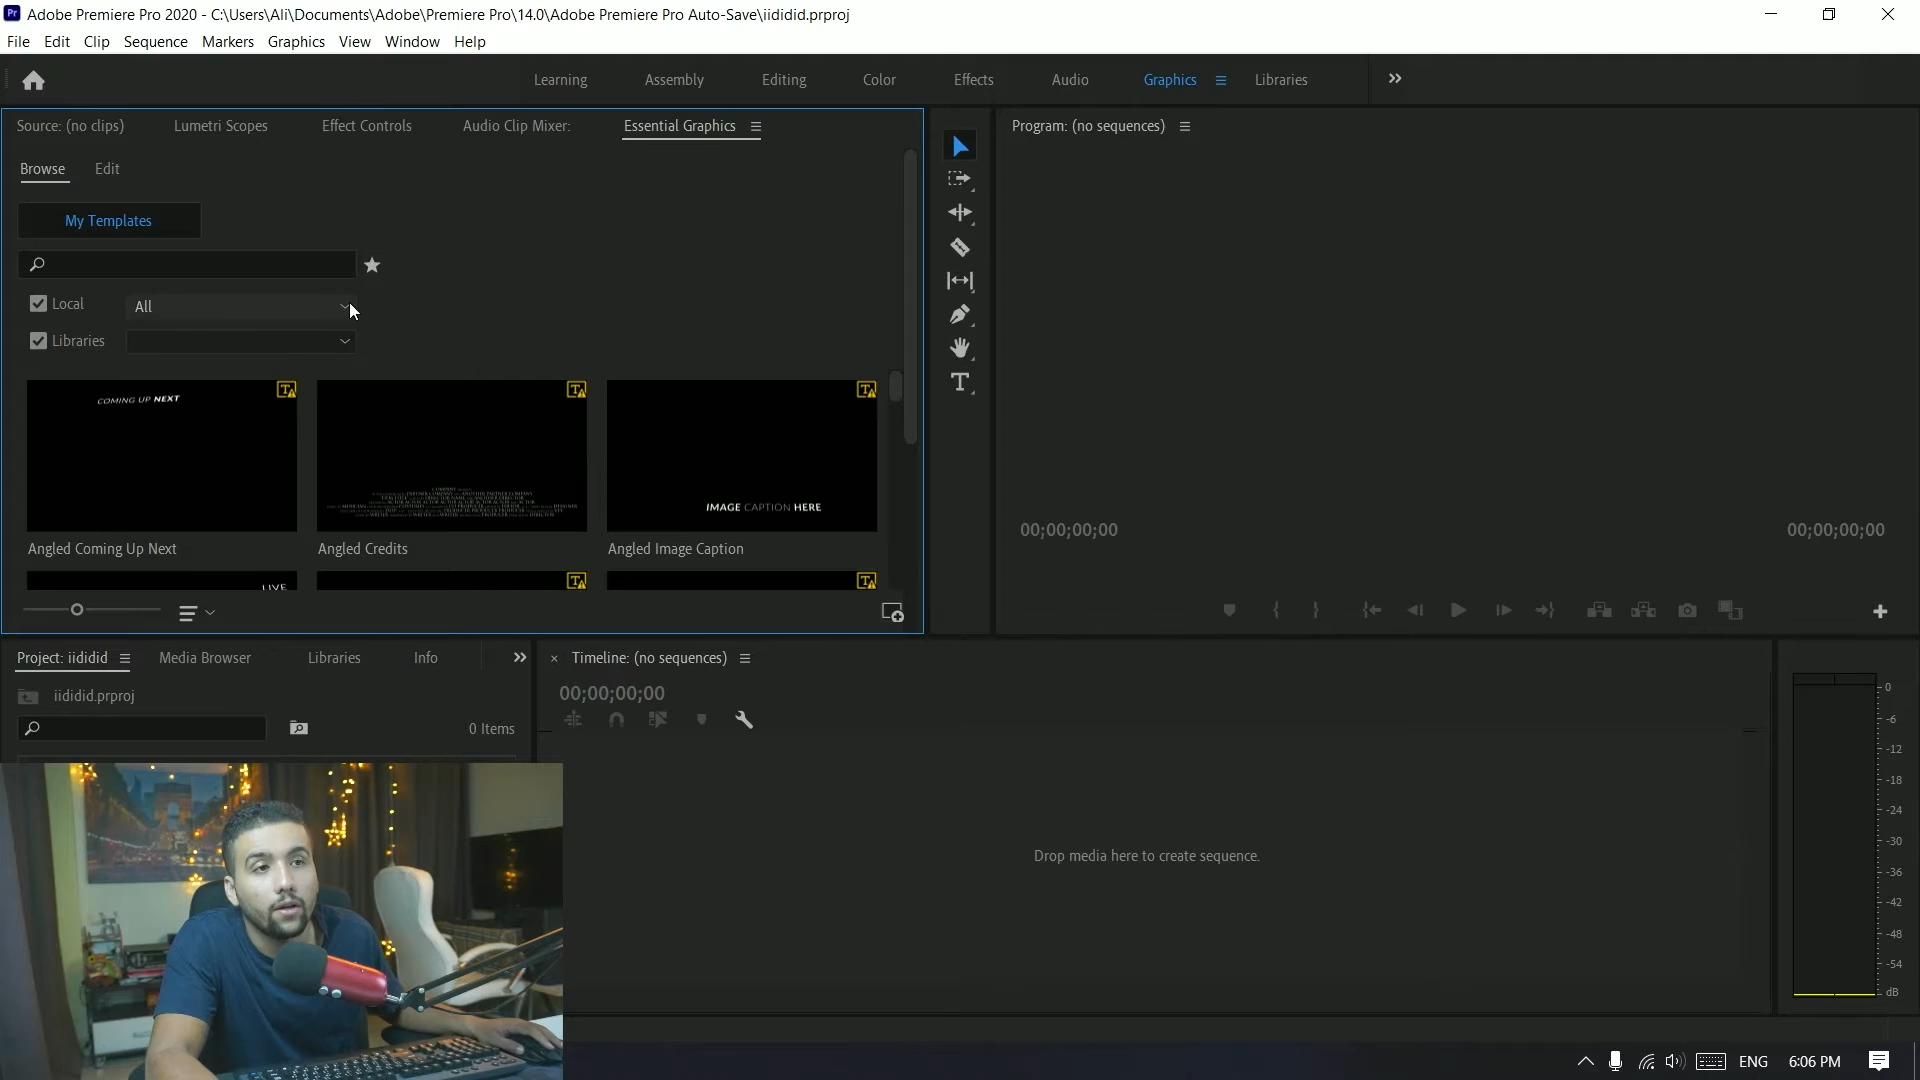 Pr Adobe Premiere Pro 2020 - C:\Users\Ali\Documents\Adobe\Premiere Pro\14.0\Adobe Premiere Pro Auto-Save\iididid.prproj
File Edit Clip Sequence Markers Graphics View Window Help
Learning Assembly Editing Color Effects Audio Graphics Libraries
Source: (no clips) Lumetri Scopes Effect Controls Audio Clip Mixer: Essential Graphics
Program: (no sequences)
Browse Edit
My Templates
Local All
Libraries
COMING UP NEXT
IMAGE CAPTION HERE
Angled Coming Up Next Angled Credits Angled Image Caption
LIVE
00;00;00;00 00;00;00;00
Project: iididid Media Browser Libraries Info
Timeline: (no sequences)
iididid.prproj
00;00;00;00
0 Items
Drop media here to create sequence.
0
-6
-12
-18
-24
-30
-36
-42
-48
-54
dB
ENG 6:06 PM